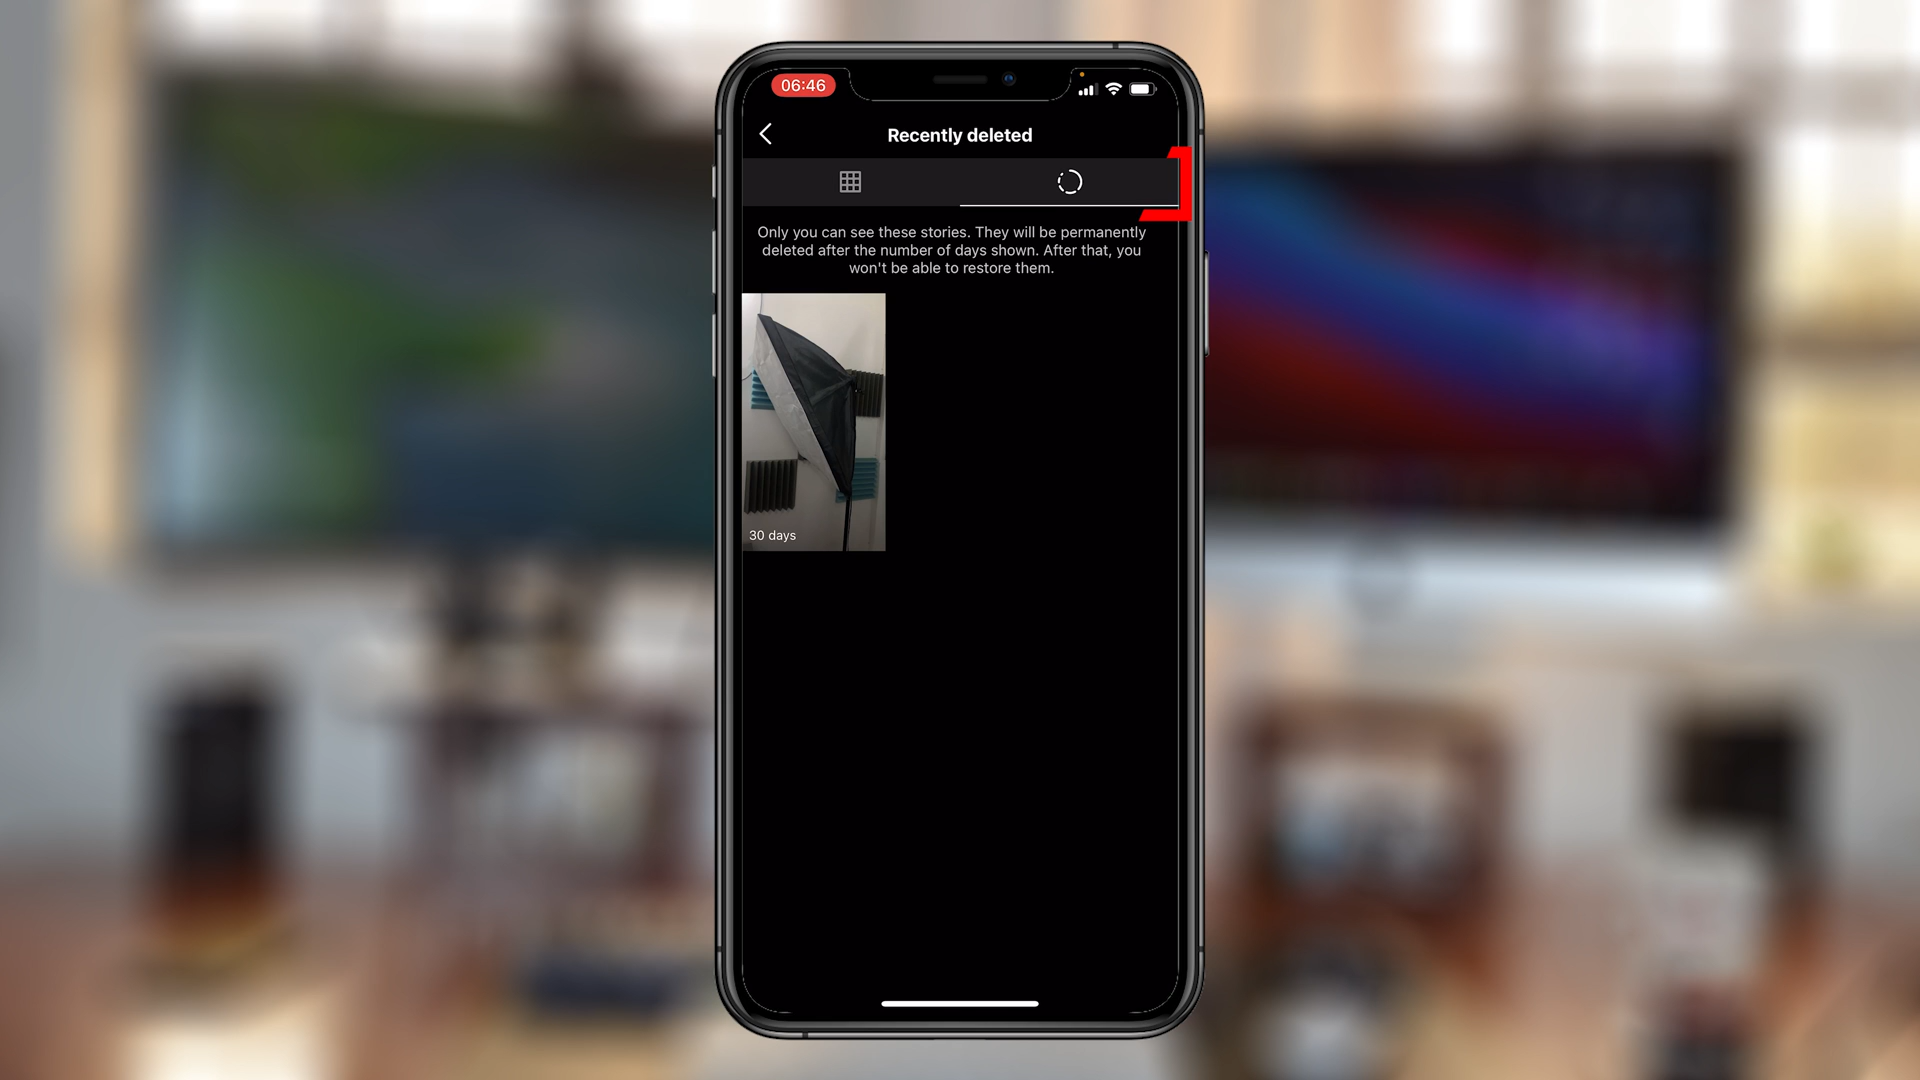 06:46
Recently deleted
Only you can see these stories. They will be permanently
deleted after the number of days shown. After that, you
won't be able to restore them.
30 days